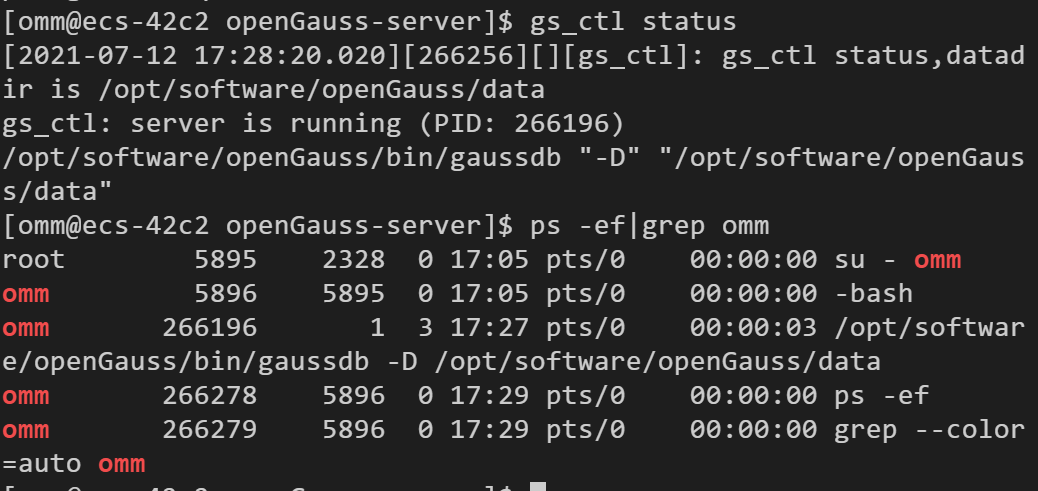 [omm@ecs-42c2 openGauss-server]$ gs_ctl status
[2021-07-12 17:28:20.020][266256][][gs_ctl]: gs_ctl status,datad
ir is /opt/software/openGauss/data
gs_ctl: server is running (PID: 266196)
/opt/software/openGauss/bin/gaussdb "-D" "/opt/software/openGaus
s/data"
[omm@ecs-42c2 openGauss-server]$ ps -ef|grep omm
root        5895    2328  0 17:05 pts/0    00:00:00 su - omm
omm         5896    5895  0 17:05 pts/0    00:00:00 -bash
omm       266196       1  3 17:27 pts/0    00:00:03 /opt/softwar
e/openGauss/bin/gaussdb -D /opt/software/openGauss/data
omm       266278    5896  0 17:29 pts/0    00:00:00 ps -ef
omm       266279    5896  0 17:29 pts/0    00:00:00 grep --color
=auto omm